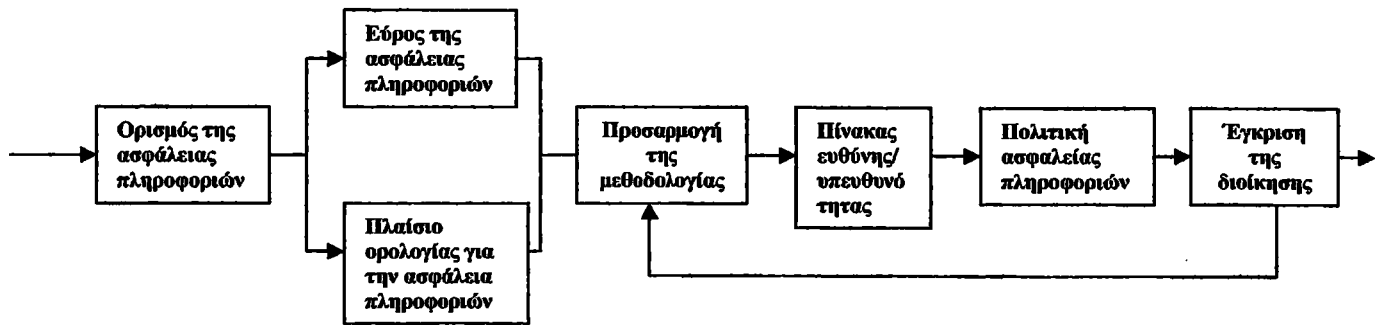 Ορισμός της
ασφάλειας
πληροφοριών
Εύρος της
ασφάλειας
πληροφοριών
Πλαίσιο
ορολογίας για
την ασφάλεια
πληροφοριών
Προσαρμογή
της
μεθοδολογίας
Πίνακας
ευθύνης/
υπευθυνό
τητας
Πολιτική
ασφαλείας
πληροφοριών
Έγκριση
της
διοίκησης